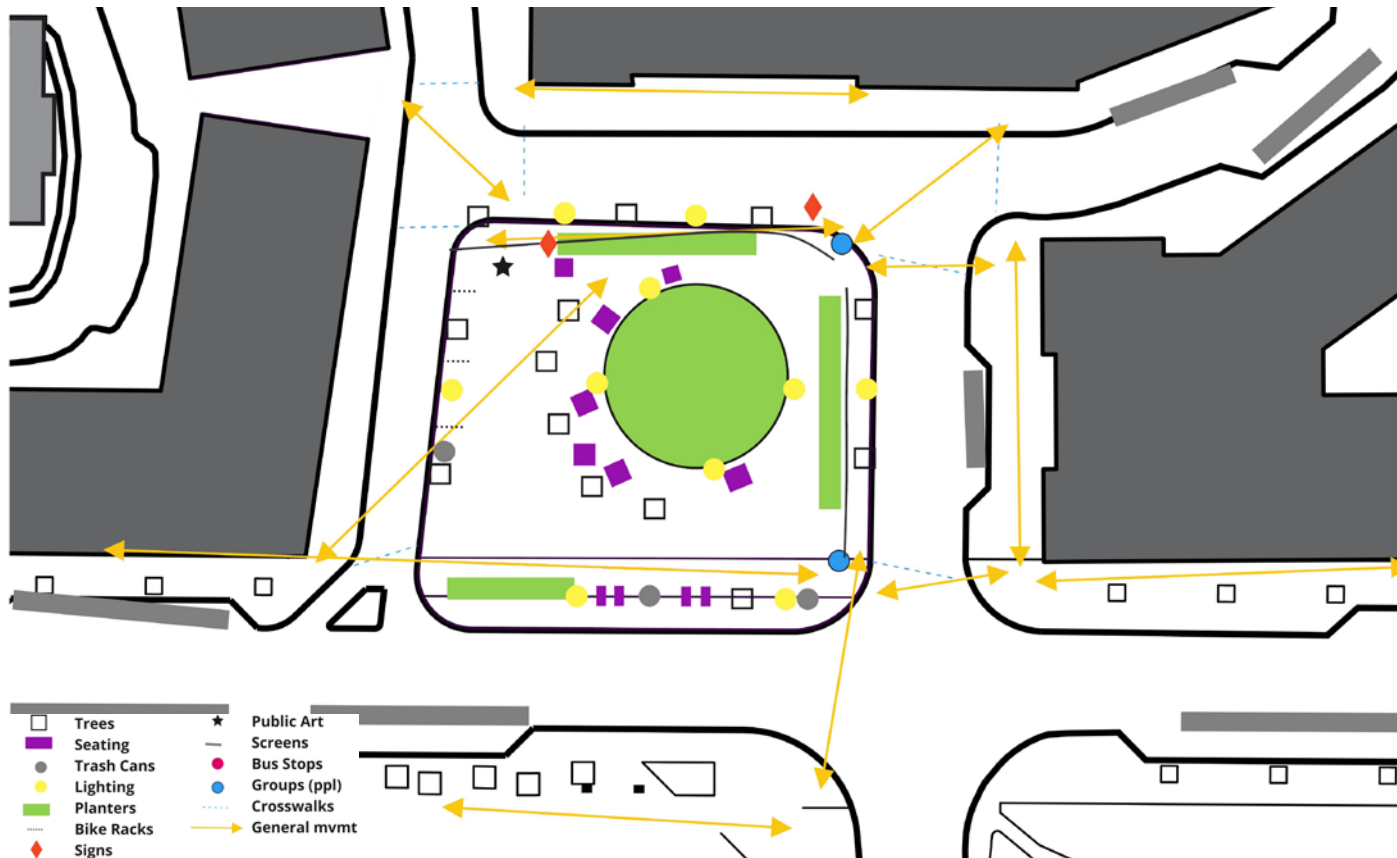 Trees
Seating
Trash Cans
Lighting
Planters
Bike Racks
Signs
Public Art
Screens
Bus Stops
Groups (ppl)
Crosswalks
General mvmt